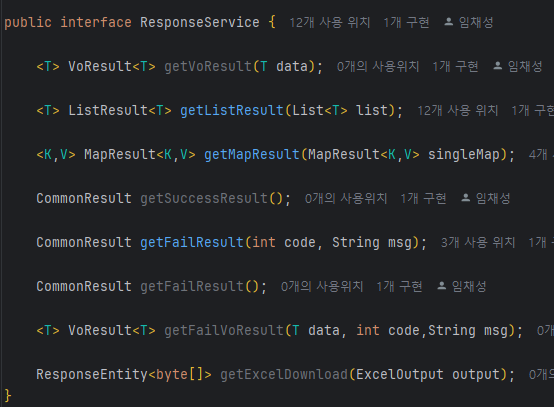 public interface ResponseService { 12개 사용 위치 1개 구현 임채성
<T> VoResult<T> getVoResult(T data); 0개의 사용위치 1개 구현 임채성
<T> ListResult<T> getListResult(List<T> list); 12개 사용 위치 1개 구현
<K,V> MapResult<K,V> getMapResult(MapResult<K,V> singleMap); 4개
CommonResult getSuccessResult(); 0개의 사용위치 1개 구현 임채성
CommonResult getFailResult(int code, String msg); 3개 사용 위치 1개
CommonResult getFailResult(); 0개의 사용위치 1개 구현 임채성
<T> VoResult<T> getFailVoResult(T data, int code,String msg); 0개
ResponseEntity<byte[]> getExcelDownload(ExcelOutput output); 0개의
}